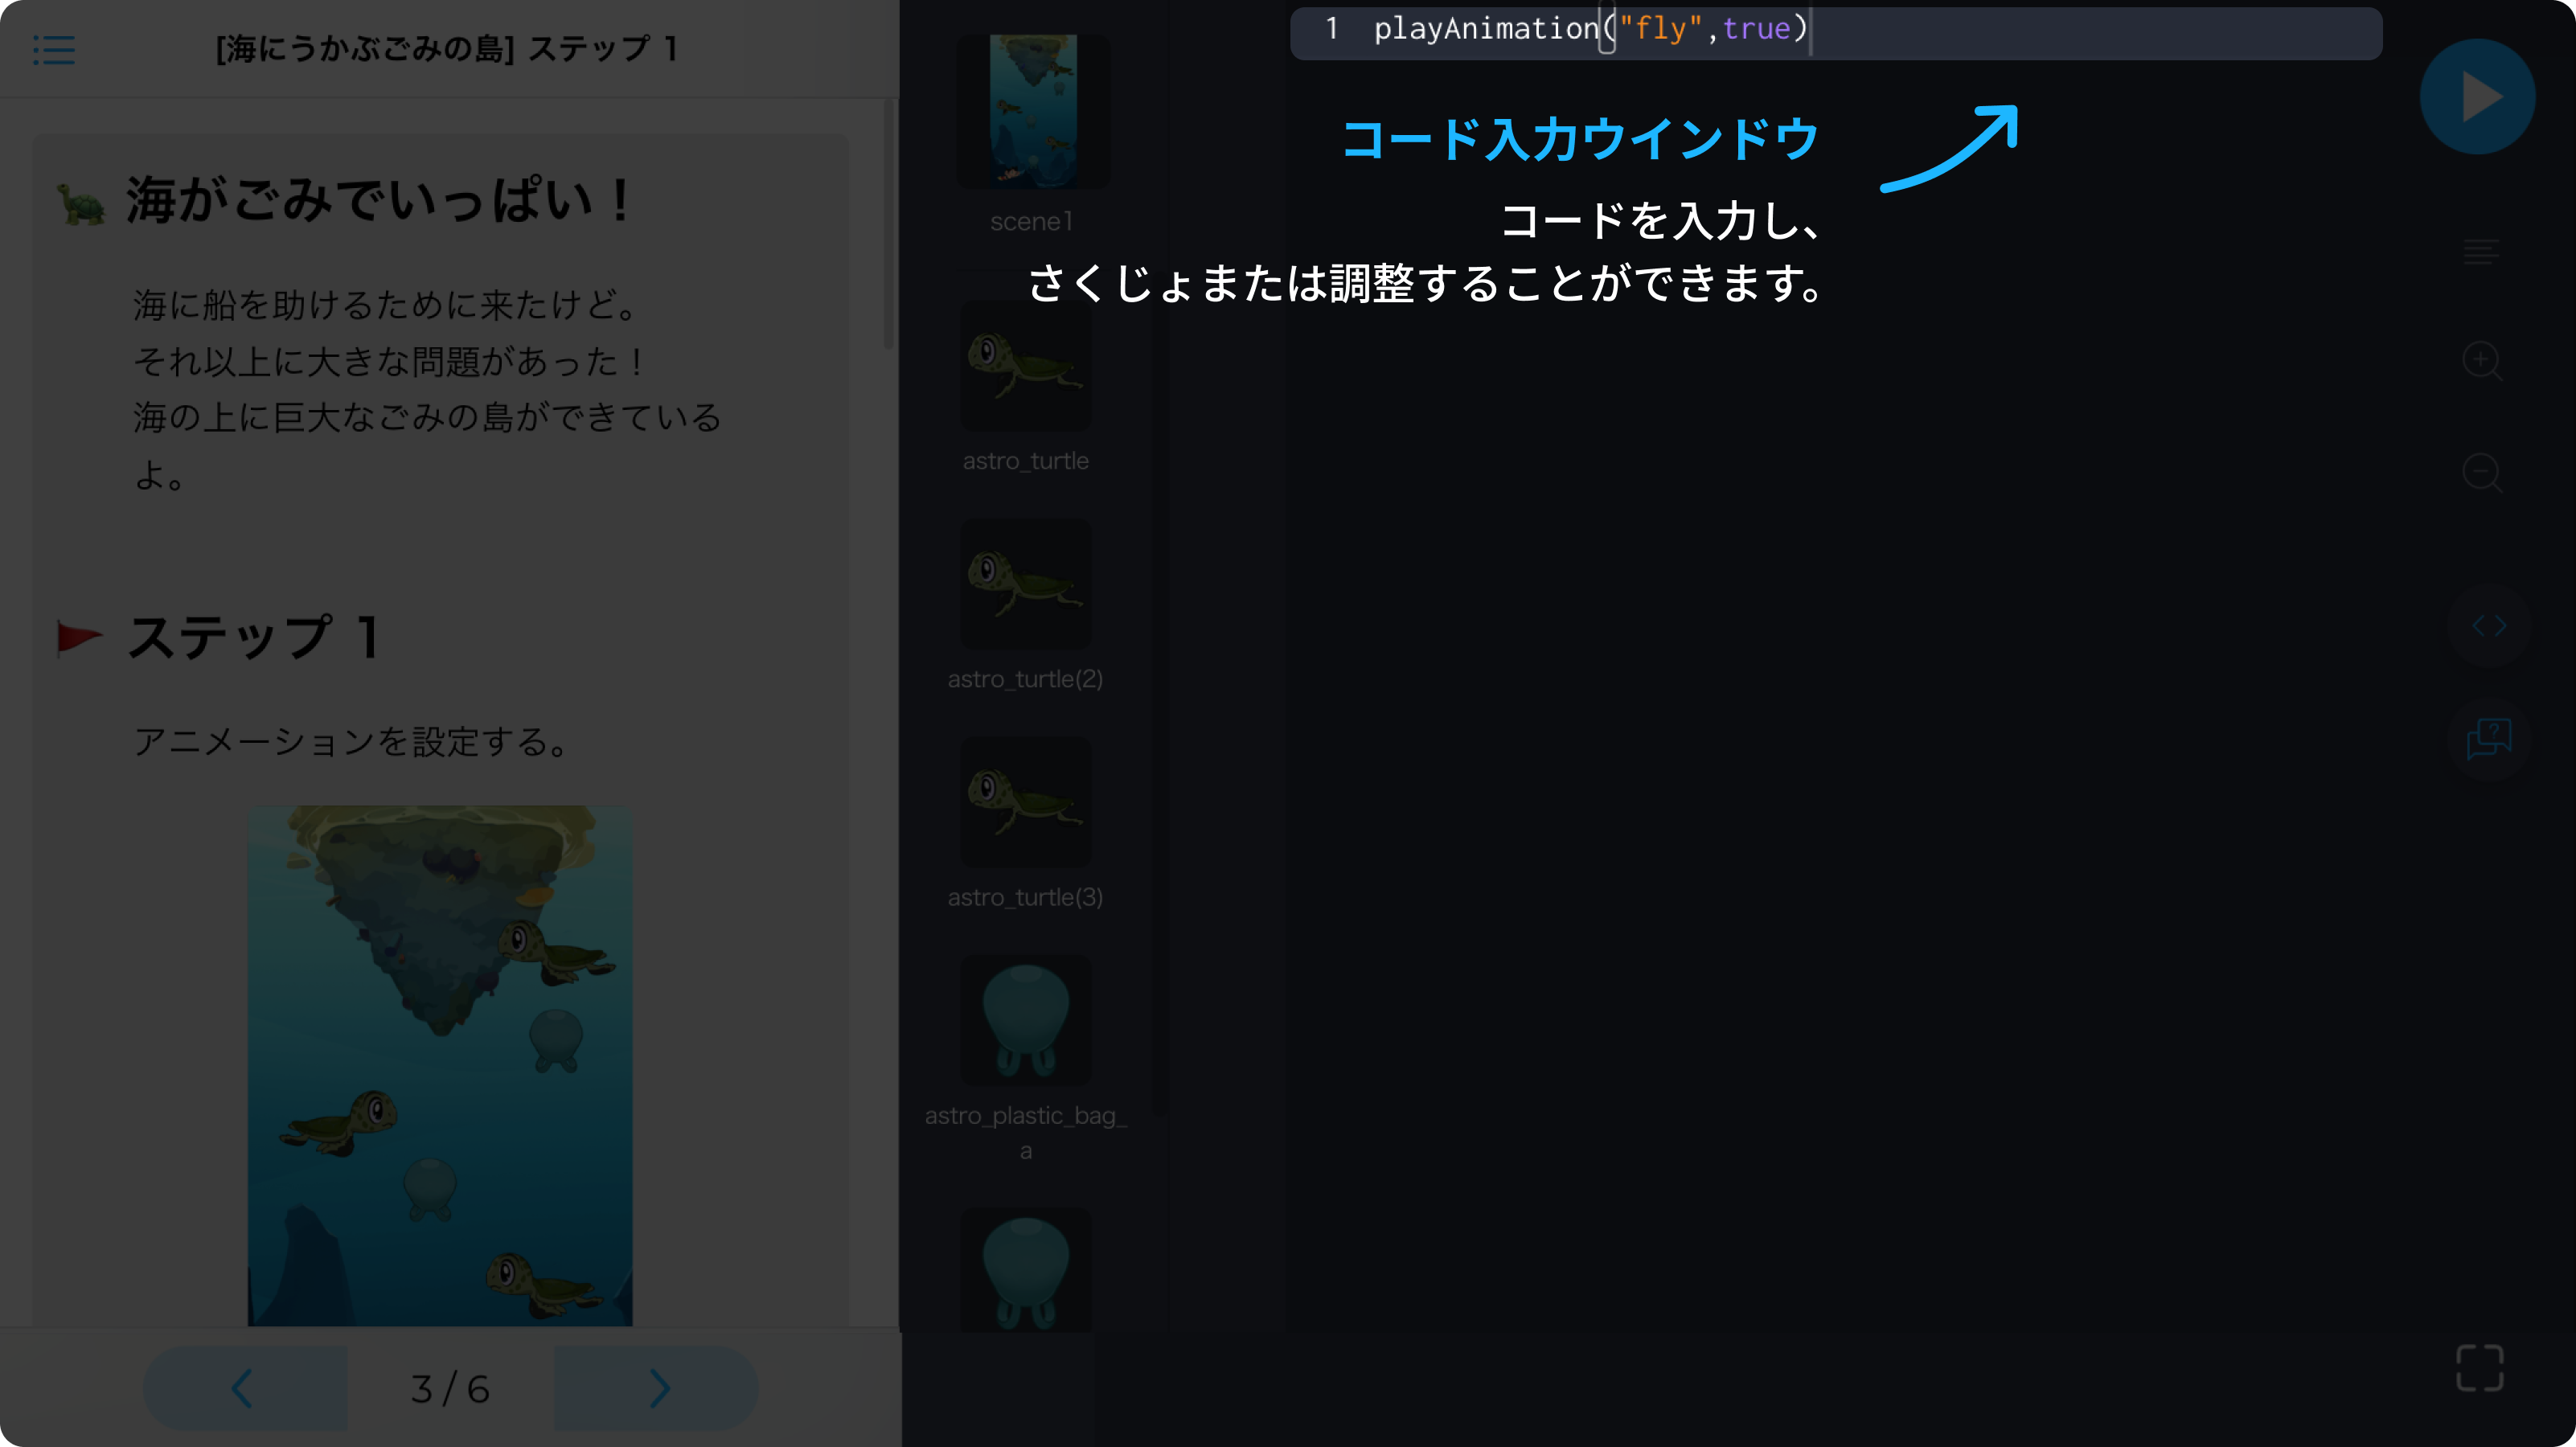 [海にうかぶごみの島] ステップ 1
海がごみでいっぱい！
海に船を助けるために来たけど。
それ以上に大きな問題があった！
海の上に巨大なごみの島ができている
よ。
ステップ 1
アニメーションを設定する。
3 / 6
scene1
astro_turtle
astro_turtle(2)
astro_turtle(3)
astro_plastic_bag_
a
1 playAnimation("fly",true)
コード入力ウインドウ
コードを入力し、
さくじょまたは調整することができます。